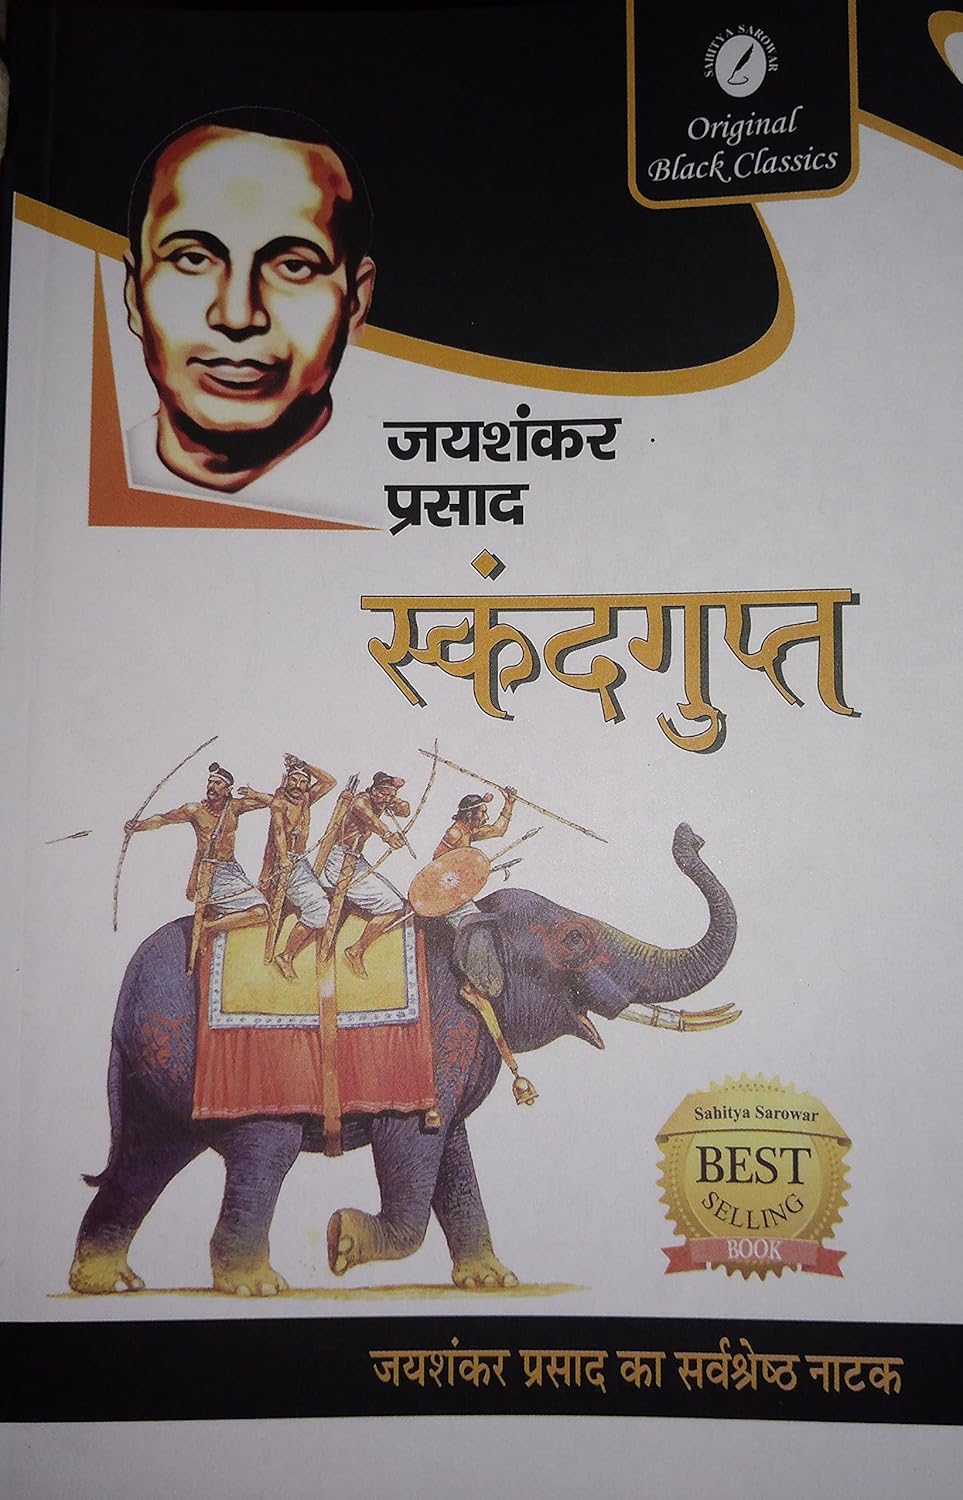 SAHITYA SAROWAR
Original
Black Classics
जयशंकर
प्रसाद
स्कंदगुप्त
Sahitya Sarowar
BEST
SELLING
BOOK
जयशंकर प्रसाद का सर्वश्रेष्ठ नाटक